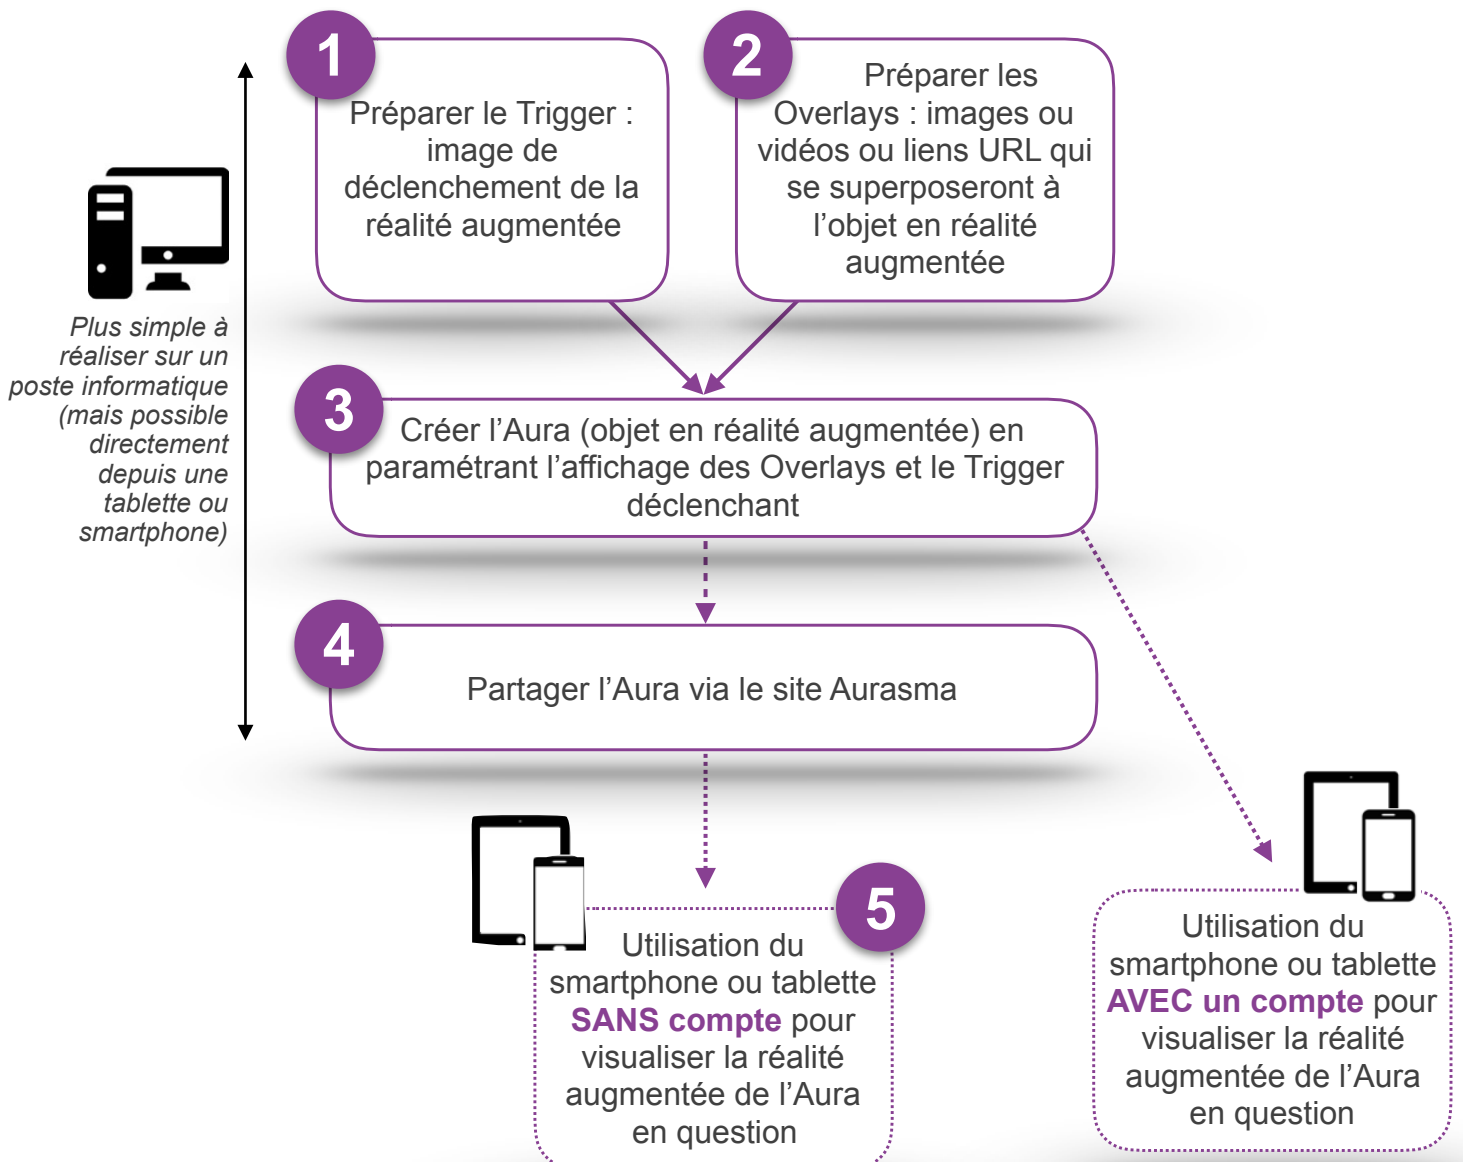 1
Préparer le Trigger :
image de
déclenchement de la
réalité augmentée
2
Préparer les
Overlays : images ou
vidéos ou liens URL qui
se superposeront à
l’objet en réalité
augmentée
Plus simple à
réaliser sur un
poste informatique
(mais possible
directement
depuis une
tablette ou
smartphone)
3
Créer l’Aura (objet en réalité augmentée) en
paramétrant l’affichage des Overlays et le Trigger
déclenchant
4
Partager l’Aura via le site Aurasma
5
Utilisation du
smartphone ou tablette
SANS compte pour
visualiser la réalité
augmentée de l’Aura
en question
Utilisation du
smartphone ou tablette
AVEC un compte pour
visualiser la réalité
augmentée de l’Aura
en question